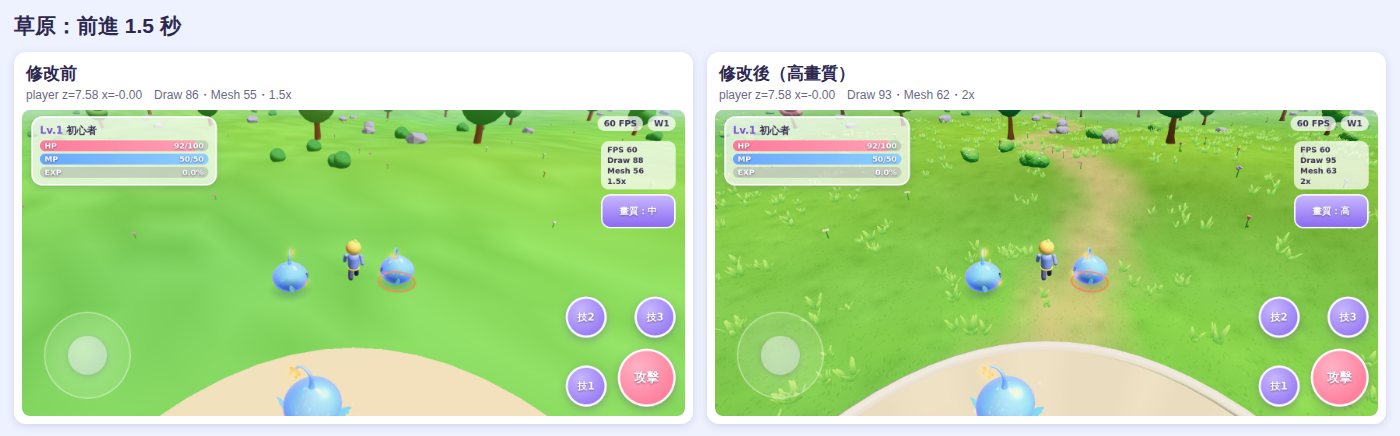 草原：前進 1.5 秒
修改前
player z=7.58 x=-0.00 Draw 86・Mesh 55・1.5x
Lv.1 初心者
HP 92/100
MP 50/50
EXP 0.0%
60 FPS W1
FPS 60
Draw 88
Mesh 56
1.5x
畫質：中
技2 技3
技1 攻擊
修改後（高畫質）
player z=7.58 x=-0.00 Draw 93・Mesh 62・2x
Lv.1 初心者
HP 92/100
MP 50/50
EXP 0.0%
60 FPS W1
FPS 60
Draw 95
Mesh 63
2x
畫質：高
技2 技3
技1 攻擊